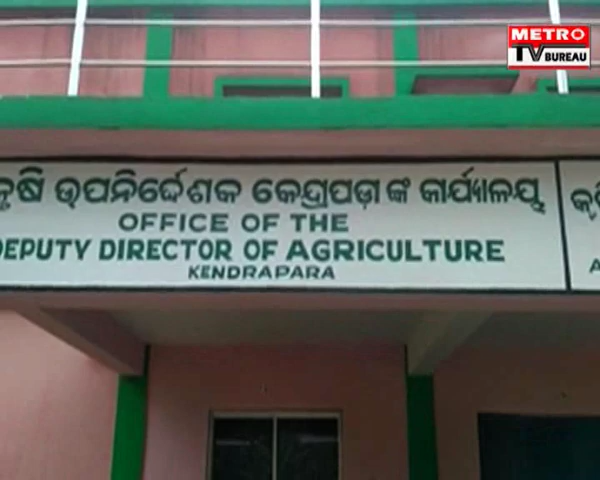 METRO
TV BUREAU
କୃଷି ଉପନିର୍ଦ୍ଦେଶକ କେନ୍ଦ୍ରାପଡ଼ା ଙ୍କ କାର୍ଯ୍ୟାଳୟ
OFFICE OF THE
DEPUTY DIRECTOR OF AGRICULTURE
KENDRAPARA